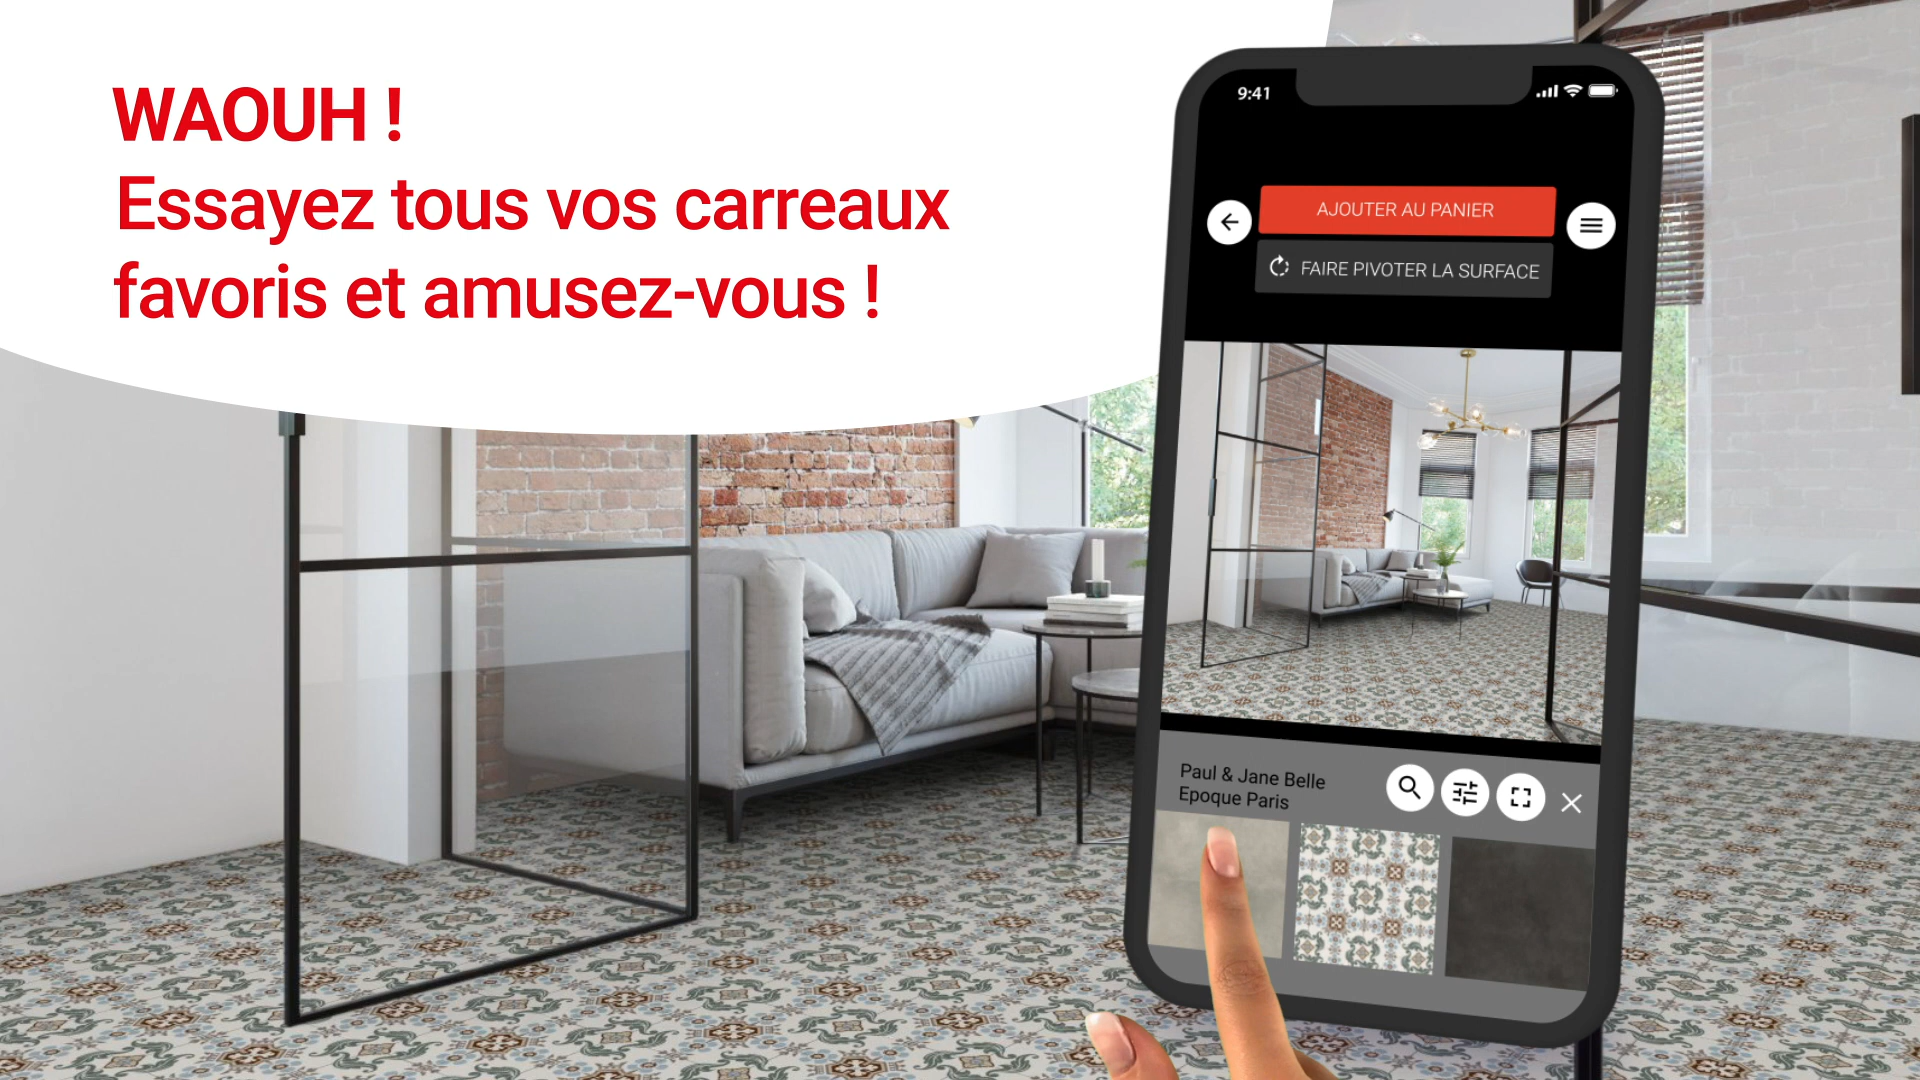 WAOUH !
Essayez tous vos carreaux
favoris et amusez-vous !
9:41
AJOUTER AU PANIER
FAIRE PIVOTER LA SURFACE
Paul & Jane Belle
Epoque Paris